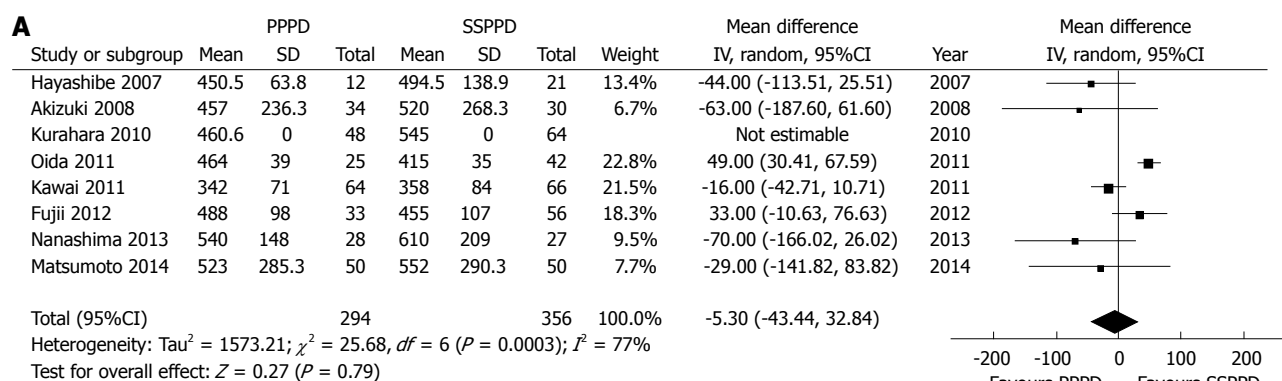 A
PPPD SSPPD Mean difference Mean difference
Study or subgroup Mean SD Total Mean SD Total Weight IV, random, 95%CI Year IV, random, 95%CI
Hayashibe 2007 450.5 63.8 12 494.5 138.9 21 13.4% -44.00 (-113.51, 25.51) 2007
Akizuki 2008 457 236.3 34 520 268.3 30 6.7% -63.00 (-187.60, 61.60) 2008
Kurahara 2010 460.6 0 48 545 0 64 Not estimable 2010
Oida 2011 464 39 25 415 35 42 22.8% 49.00 (30.41, 67.59) 2011
Kawai 2011 342 71 64 358 84 66 21.5% -16.00 (-42.71, 10.71) 2011
Fujii 2012 488 98 33 455 107 56 18.3% 33.00 (-10.63, 76.63) 2012
Nanashima 2013 540 148 28 610 209 27 9.5% -70.00 (-166.02, 26.02) 2013
Matsumoto 2014 523 285.3 50 552 290.3 50 7.7% -29.00 (-141.82, 83.82) 2014
Total (95%CI) 294 356 100.0% -5.30 (-43.44, 32.84)
Heterogeneity: Tau² = 1573.21; χ² = 25.68, df = 6 (P = 0.0003); I² = 77%
Test for overall effect: Z = 0.27 (P = 0.79)
-200 -100 0 100 200
Favours PPPD Favours SSPPD